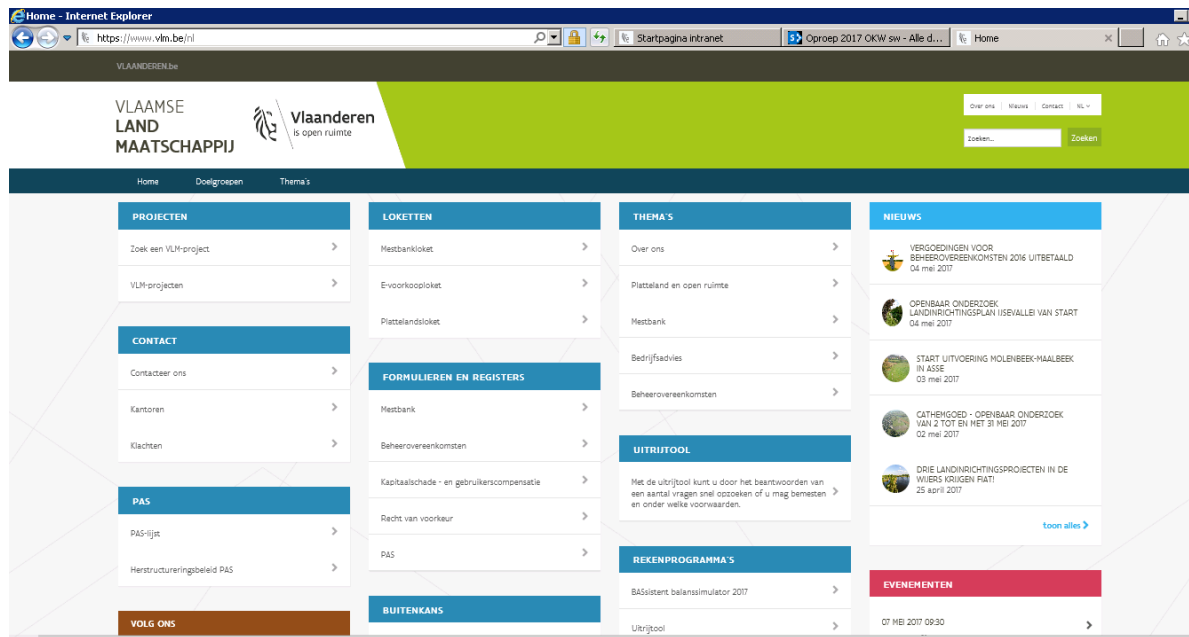 Home - Internet Explorer
https://www.vlm.be/nl
Startpagina intranet
Oproep 2017 OKW sw - Alle d...
Home
VLAANDEREN.be
VLAAMSE
LAND
MAATSCHAPPIJ
Vlaanderen
is open ruimte
Over ons
Nieuws
Contact
NL
Zoeken...
Zoeken
Home
Doelgroepen
Thema's
PROJECTEN
Zoek een VLM-project
VLM-projecten
CONTACT
Contacteer ons
Kantoren
Klachten
PAS
PAS-lijst
Herstructureringsbeleid PAS
VOLG ONS
LOKETTEN
Mestbankloket
E-voorkooploket
Plattelandsloket
FORMULIEREN EN REGISTERS
Mestbank
Beheerovereenkomsten
Kapitaalschade - en gebruikerscompensatie
Recht van voorkeur
PAS
BUITENKANS
THEMA'S
Over ons
Platteland en open ruimte
Mestbank
Bedrijfsadvies
Beheerovereenkomsten
UITRIJTOOL
Met de uitrijtool kunt u door het beantwoorden van
een aantal vragen snel opzoeken of u mag bemesten
en onder welke voorwaarden.
REKENPROGRAMMA'S
BASsistent balanssimulator 2017
Uitrijtool
NIEUWS
VERGOEDINGEN VOOR
BEHEEROVEREENKOMSTEN 2016 UITBETAALD
04 mei 2017
OPENBAAR ONDERZOEK
LANDINRICHTINGSPLAN IJSEVALLEI VAN START
04 mei 2017
START UITVOERING MOLENBEEK-MAALBEEK
IN ASSE
03 mei 2017
CATHEMGOED - OPENBAAR ONDERZOEK
VAN 2 TOT EN MET 31 MEI 2017
02 mei 2017
DRIE LANDINRICHTINGSPROJECTEN IN DE
WIJERS KRIJGEN FIAT!
25 april 2017
toon alles
EVENEMENTEN
07 MEI 2017 09:30